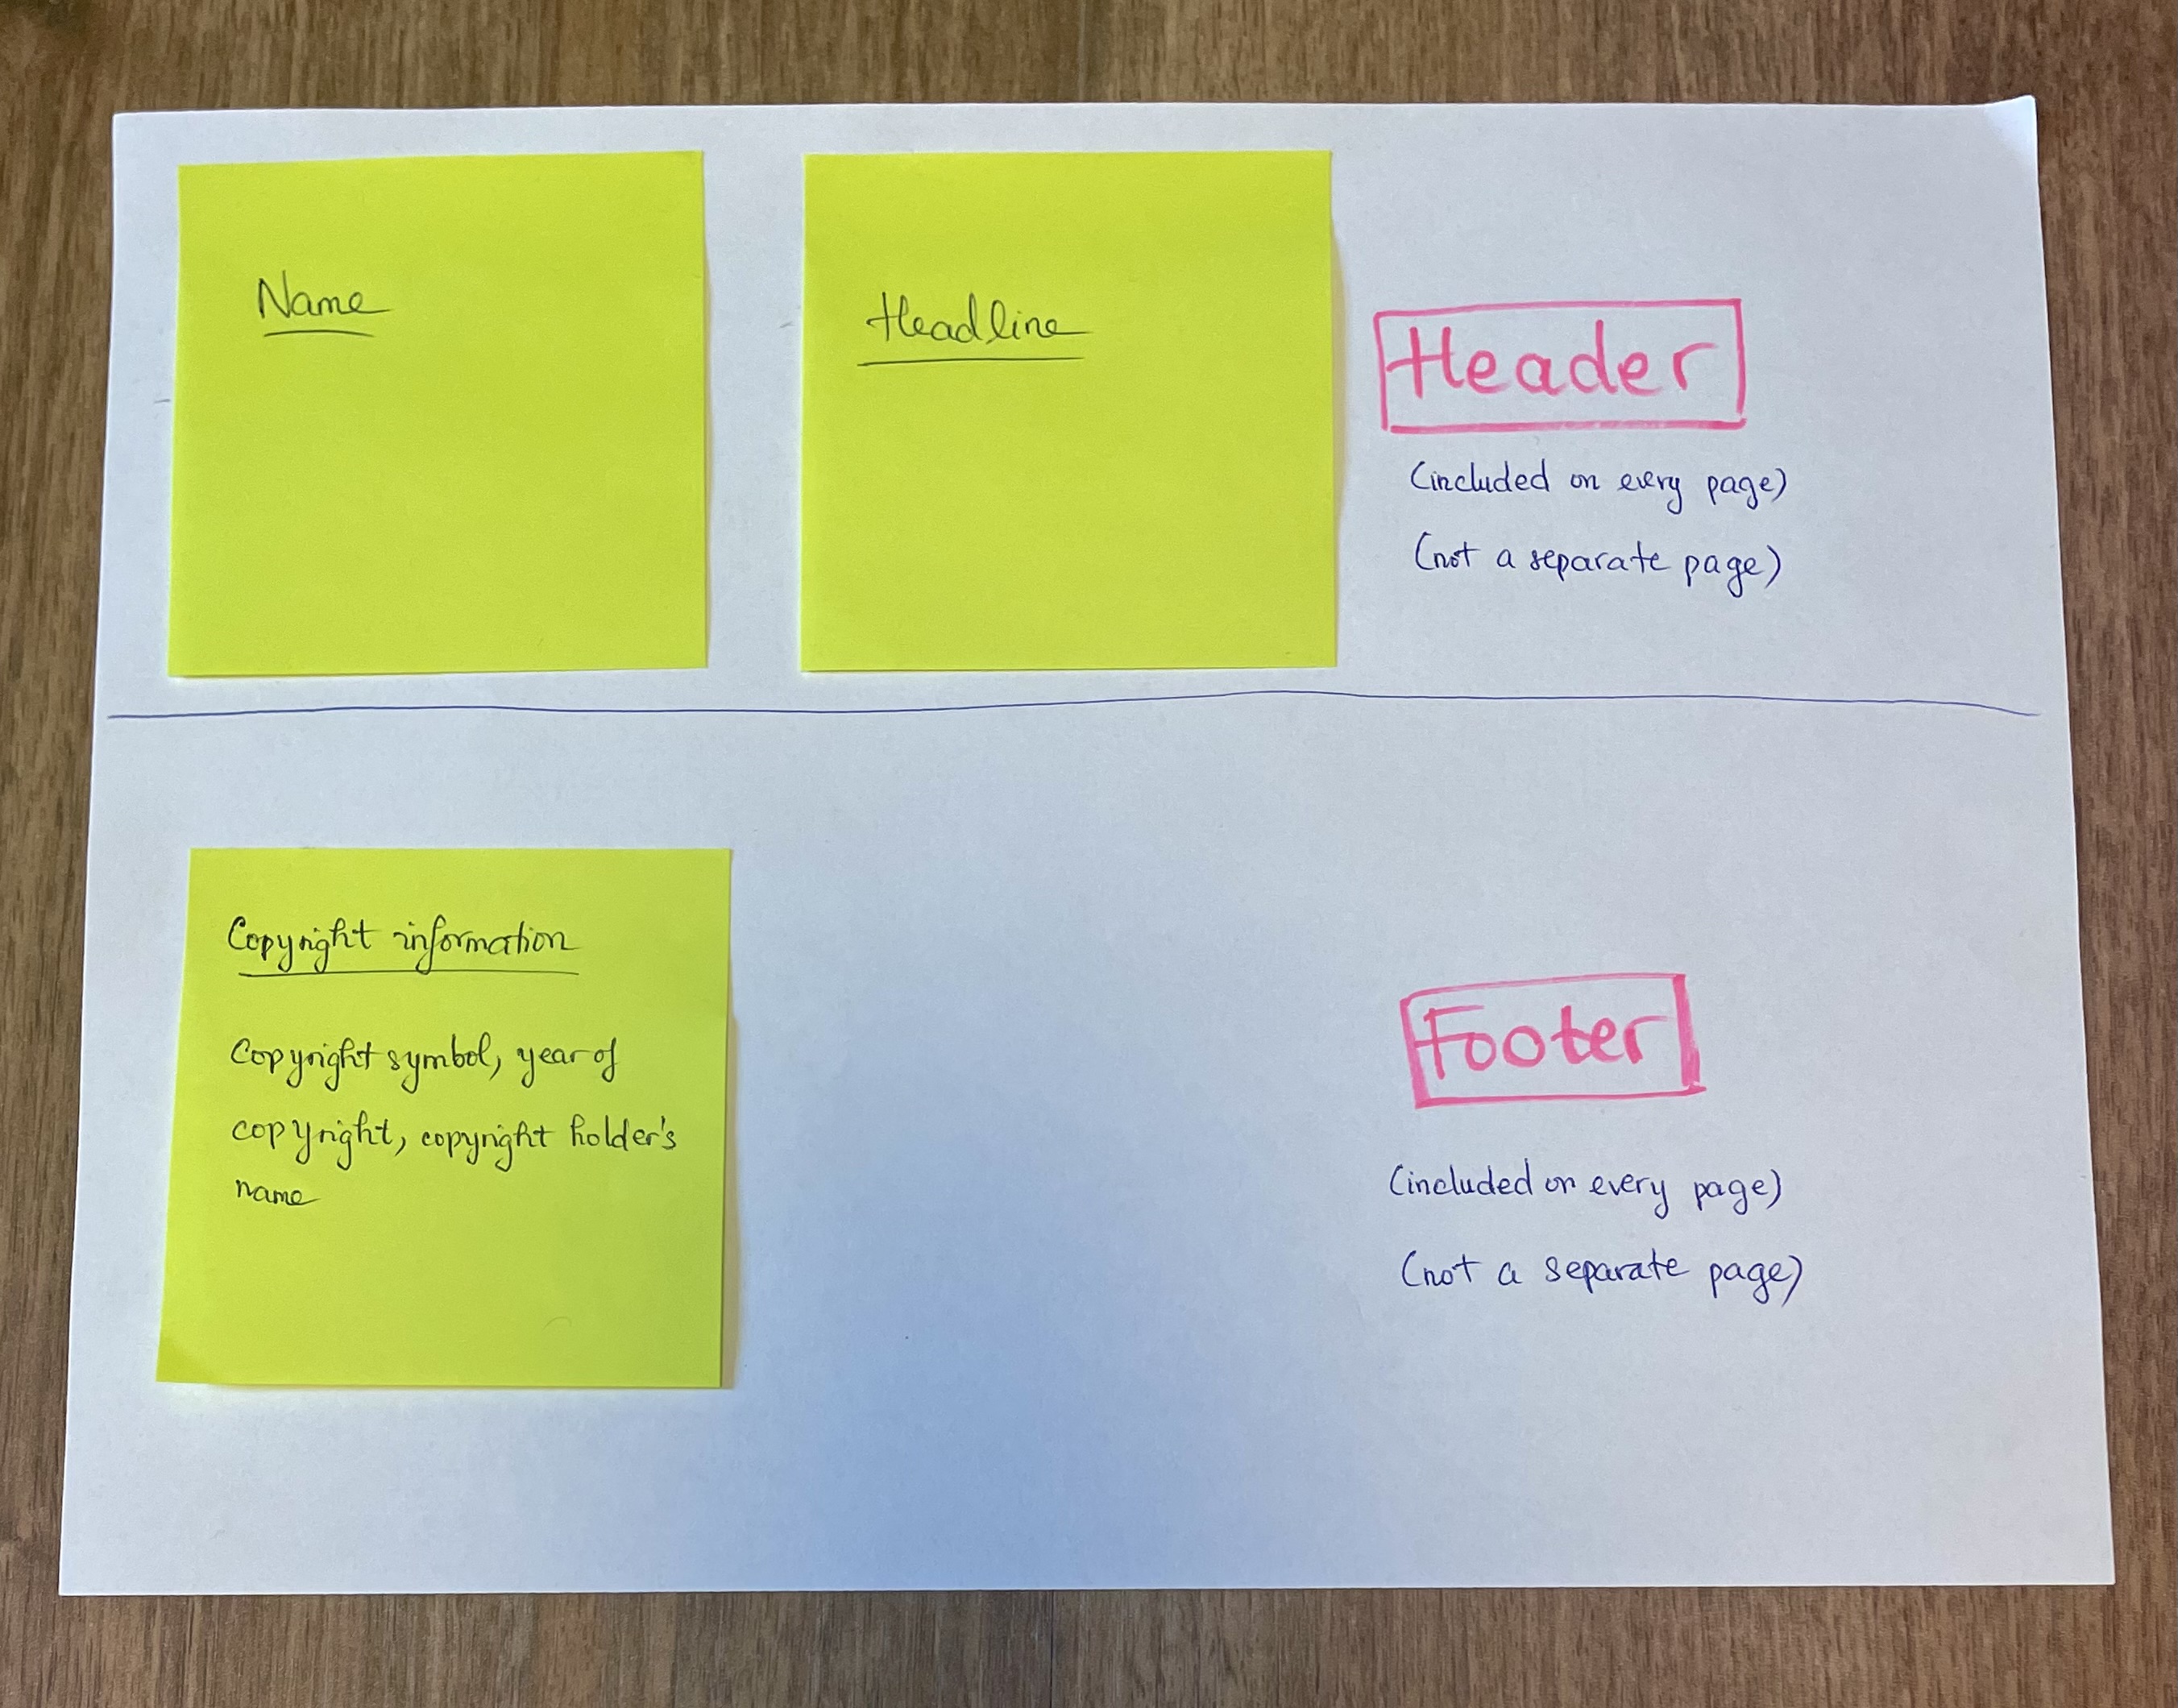 Name
Headline
Header
(included on every page)
(not a separate page)
Copyright information
Copyright symbol, year of
copyright, copyright holder's
name
Footer
(included on every page)
(not a separate page)